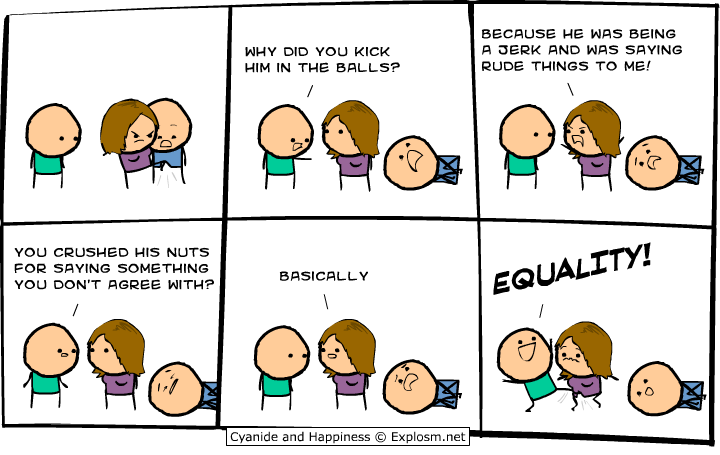 WHY DID YOU KICK
HIM IN THE BALLS?
BECAUSE HE WAS BEING
A JERK AND WAS SAYING
RUDE THINGS TO ME!
YOU CRUSHED HIS NUTS
FOR SAYING SOMETHING
YOU DON'T AGREE WITH?
BASICALLY
EQUALITY!
Cyanide and Happiness © Explosm.net